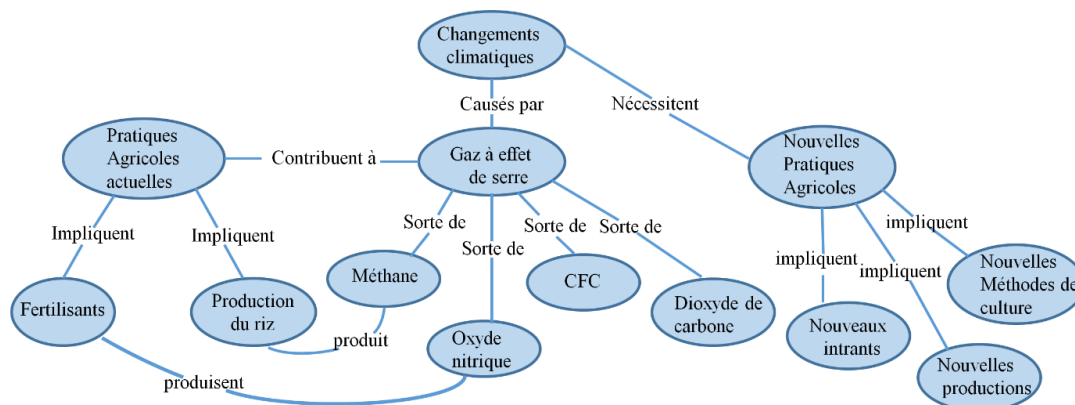 Changements
climatiques
Causés par
Nécessitent
Pratiques
Agricoles
actuelles
Contribuent à
Gaz à effet
de serre
Nouvelles
Pratiques
Agricoles
Impliquent
Impliquent
Sorte de
Sorte de
Sorte de
Sorte de
impliquent
impliquent
impliquent
Fertilisants
Production
du riz
Méthane
CFC
Dioxyde de
carbone
Nouvelles
Méthodes de
culture
produit
Oxyde
nitrique
Nouveaux
intrants
produisent
Nouvelles
productions